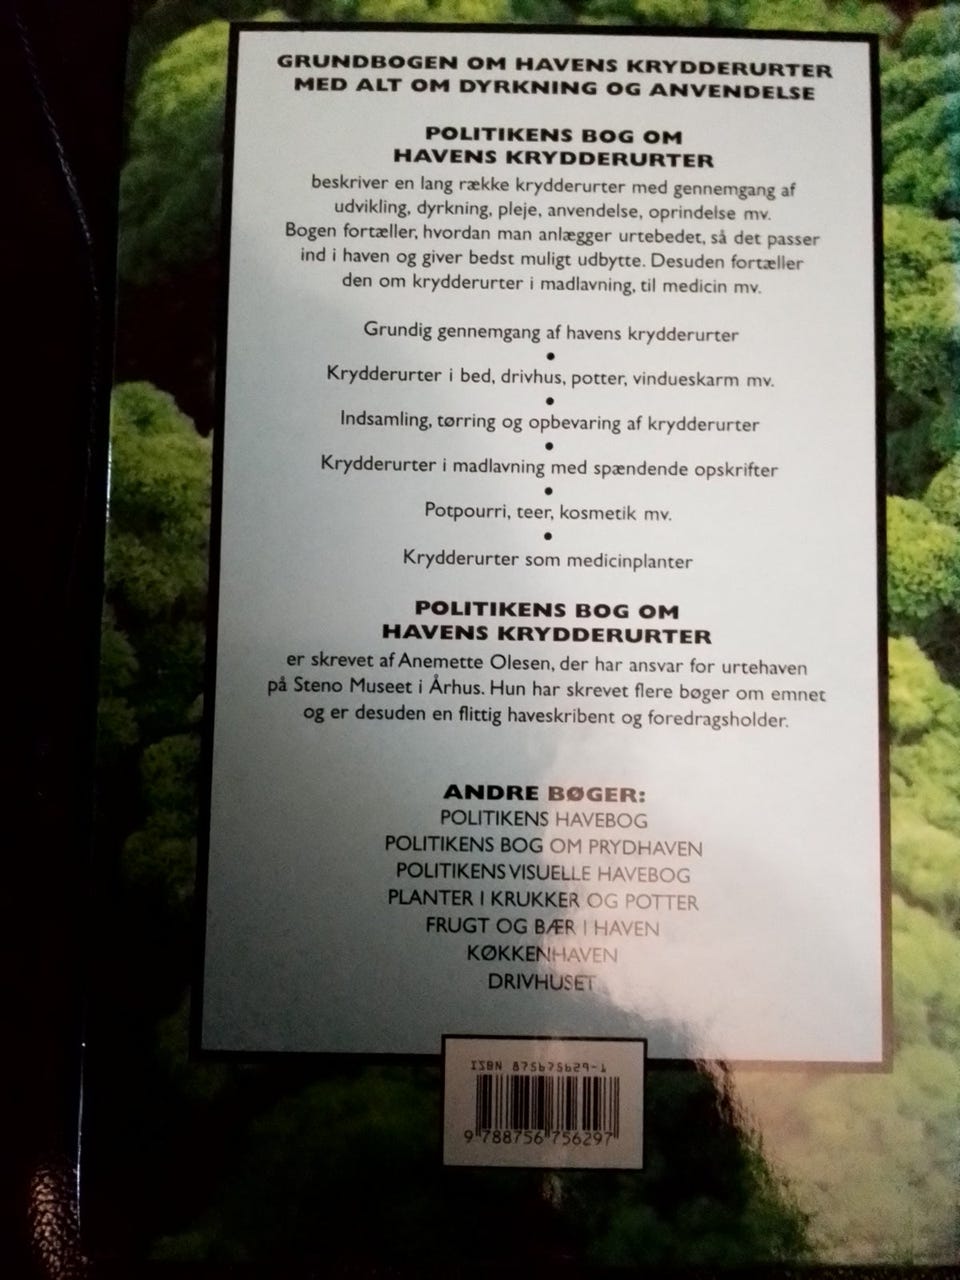 GRUNDBOGEN OM HAVENS KRYDDERURTER
MED ALT OM DYRKNING OG ANVENDELSE
POLITIKENS BOG OM
HAVENS KRYDDERURTER
beskriver en lang række krydderurter med gennemgang af
udvikling, dyrkning, pleje, anvendelse, oprindelse mv.
Bogen fortæller, hvordan man anlægger urtebedet, så det passer
ind i haven og giver bedst muligt udbytte. Desuden fortæller
den om krydderurter i madlavning, til medicin mv.
Grundig gennemgang af havens krydderurter
•
Krydderurter i bed, drivhus, potter, vindueskarm mv.
•
Indsamling, tørring og opbevaring af krydderurter
•
Krydderurter i madlavning med spændende opskrifter
•
Potpourri, teer, kosmetik mv.
•
Krydderurter som medicinplanter
POLITIKENS BOG OM
HAVENS KRYDDERURTER
er skrevet af Anemette Olesen, der har ansvar for urtehaven
på Steno Museet i Århus. Hun har skrevet flere bøger om emnet
og er desuden en flittig haveskribent og foredragsholder.
ANDRE BØGER:
POLITIKENS HAVEBOG
POLITIKENS BOG OM PRYDHAVEN
POLITIKENS VISUELLE HAVEBOG
PLANTER I KRUKKER OG POTTER
FRUGT OG BÆR I HAVEN
KØKKENHAVEN
DRIVHUSET
ISBN 875675629-1
9 788756 756297